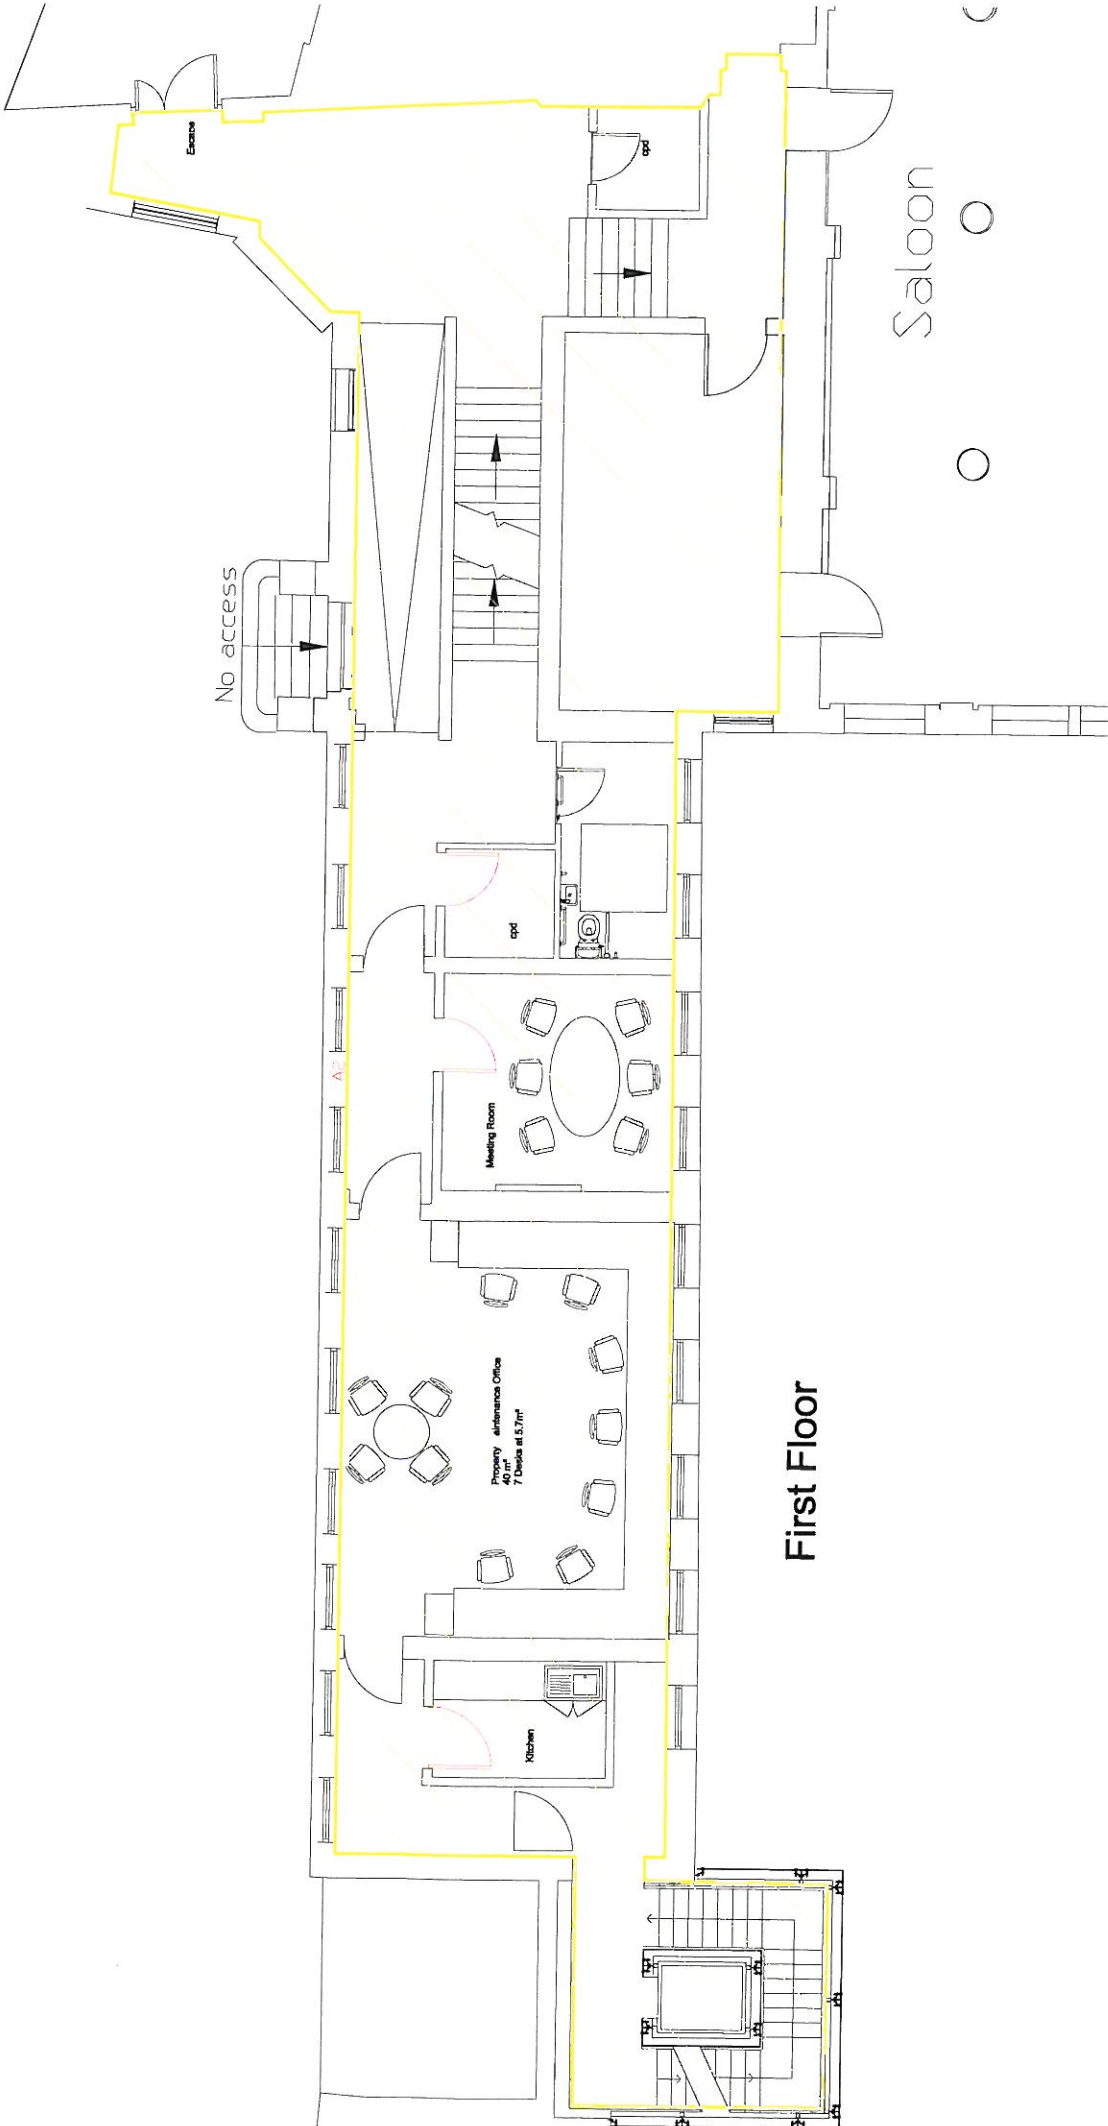 Escape
cpd
Saloon
No access
cpd
Meeting Room
Property aintenance Office
40 m²
7 Desks at 5.7m²
First Floor
Kitchen